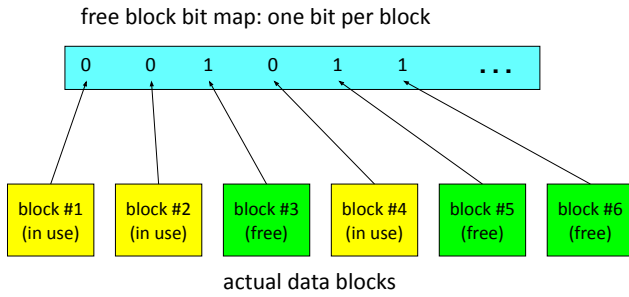 free block bit map: one bit per block
0 0 1 0 1 1 ...
block #1 block #2 block #3 block #4 block #5 block #6
(in use) (in use) (free) (in use) (free) (free)
actual data blocks